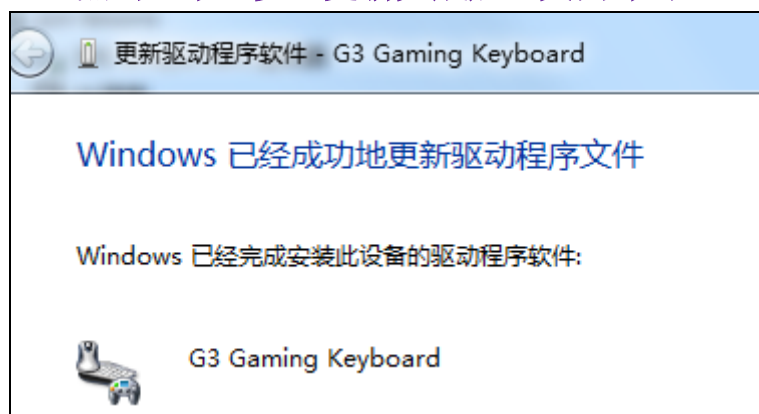 更新驱动程序软件 - G3 Gaming Keyboard
Windows 已经成功地更新驱动程序文件
Windows 已经完成安装此设备的驱动程序软件:
G3 Gaming Keyboard